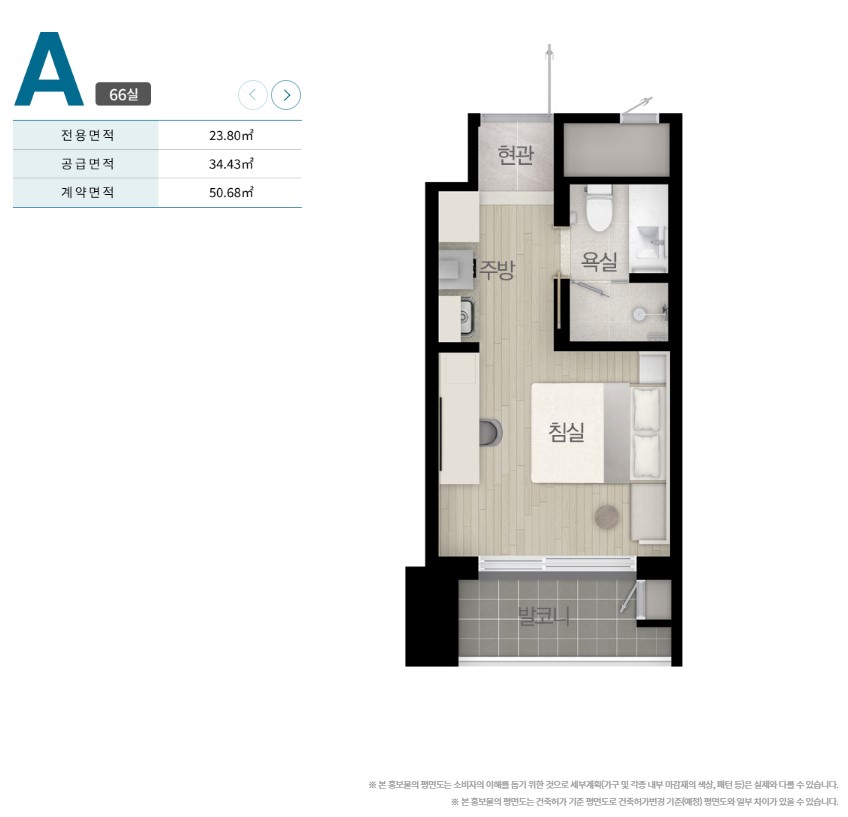 A 66실
전용면적 23.80㎡
공급면적 34.43㎡
계약면적 50.68㎡
현관
욕실
주방
침실
발코니
※ 본 홍보물의 평면도는 소비자의 이해를 돕기 위한 것으로 세부계획(가구 및 각종 내부 마감재의 색상, 패턴 등)은 실제와 다를 수 있습니다.
※ 본 홍보물의 평면도는 건축허가 기준 평면도로 건축허가변경 기준(예정) 평면도와 일부 차이가 있을 수 있습니다.